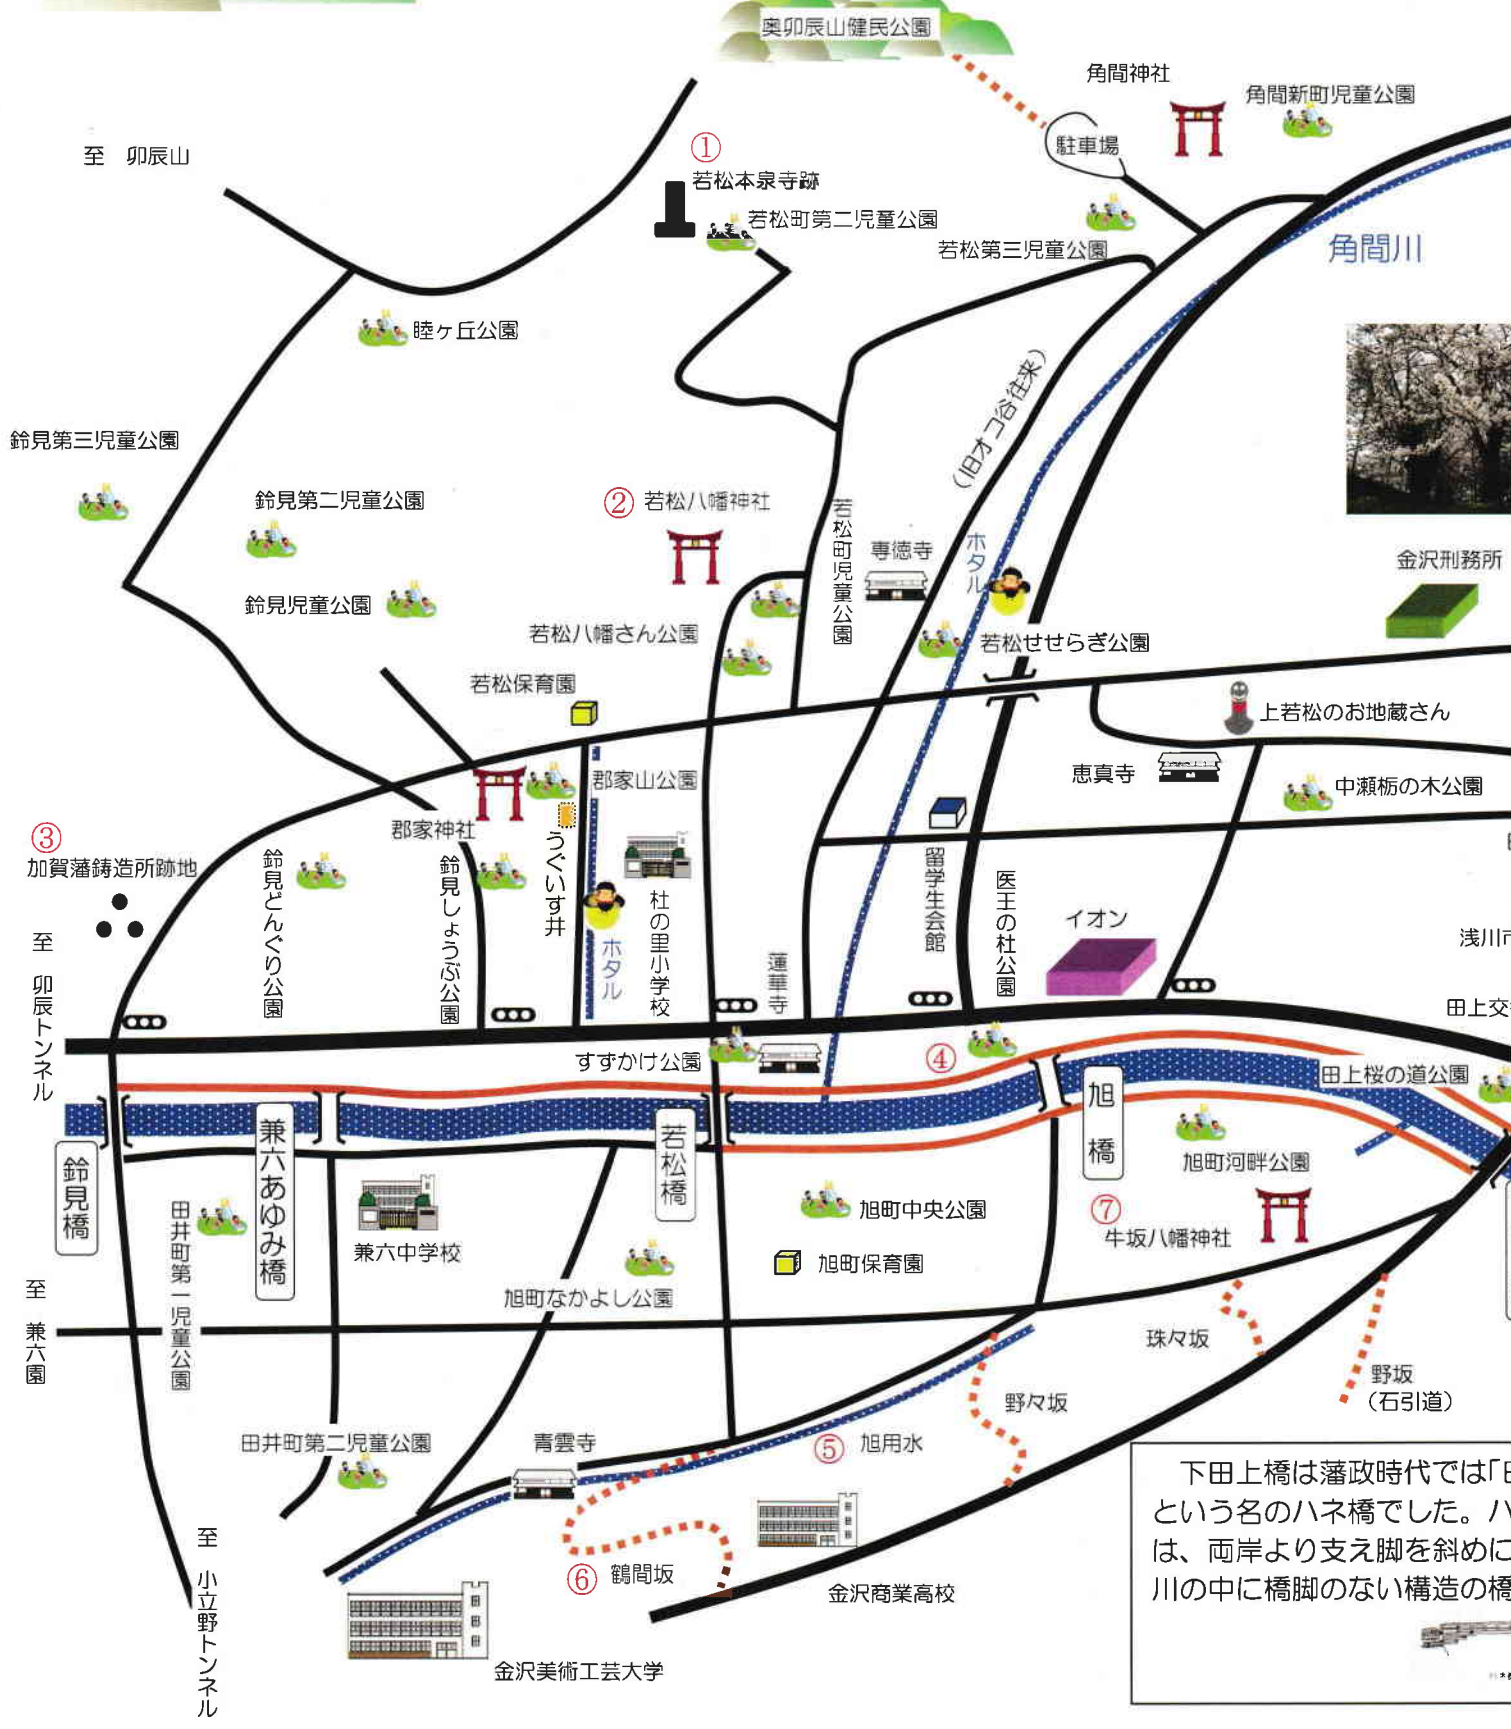 奥卯辰山健民公園
角間神社
角間新町児童公園
至 卯辰山
駐車場
①
若松本泉寺跡
若松町第二児童公園
若松第三児童公園
角間川
睦ヶ丘公園
(旧オコ谷往来)
鈴見第三児童公園
鈴見第二児童公園
② 若松八幡神社
若松町児童公園
専徳寺
ホタル
金沢刑務所
鈴見児童公園
若松八幡さん公園
若松せせらぎ公園
若松保育園
上若松のお地蔵さん
郡家山公園
恵真寺
中瀬栃の木公園
郡家神社
③
加賀藩鋳造所跡地
鈴見どんぐり公園
鈴見しょうぶ公園
うぐいす井
杜の里小学校
ホタル
留学生会館
医王の杜公園
イオン
蓮華寺
浅川市
田上交
至 卯辰トンネル
すずかけ公園
④
田上桜の道公園
鈴見橋
兼六あゆみ橋
若松橋
旭橋
旭町河畔公園
田井町第一児童公園
兼六中学校
旭町中央公園
⑦
牛坂八幡神社
旭町保育園
旭町なかよし公園
至 兼六園
珠々坂
野坂
(石引道)
野々坂
田井町第二児童公園
青雲寺
⑤ 旭用水
⑥ 鶴間坂
金沢商業高校
至 小立野トンネル
金沢美術工芸大学
下田上橋は藩政時代では「田
という名のハネ橋でした。ハ
は、両岸より支え脚を斜めに
川の中に橋脚のない構造の橋